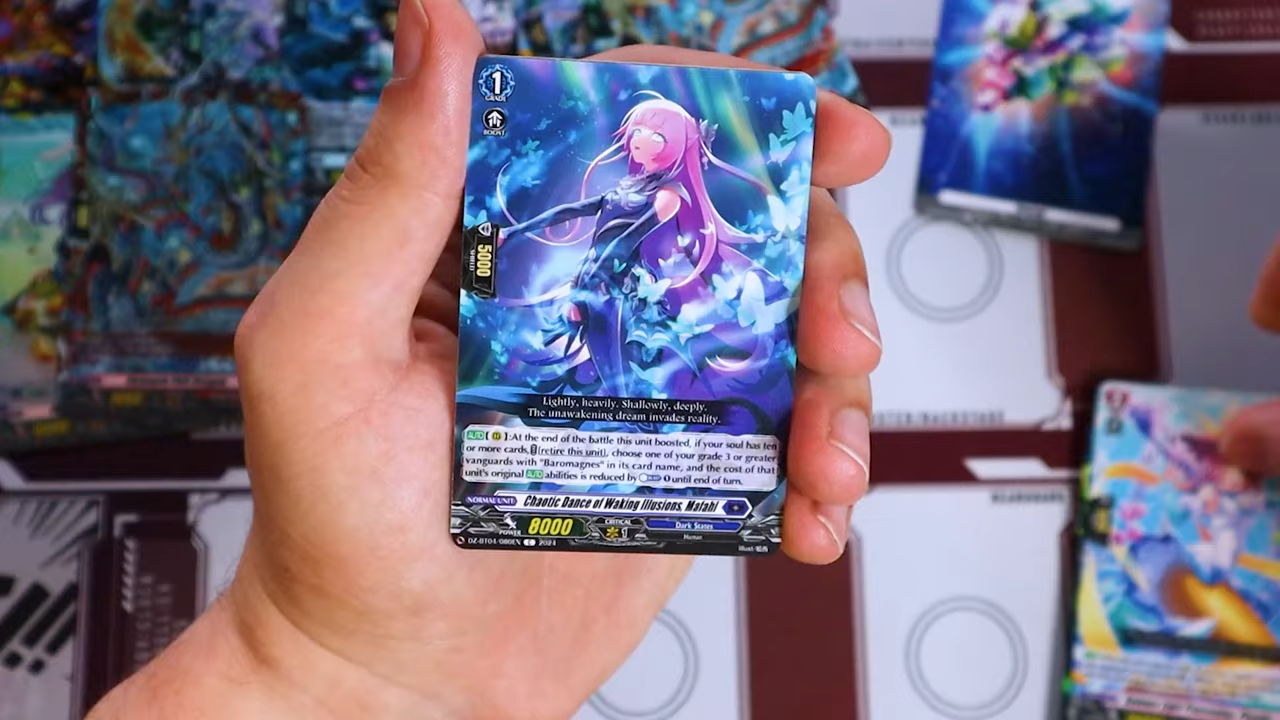 1
GRADE
BOOST
5000
SHIELD
Lightly, heavily. Shallowly, deeply.
The unawakening dream invades reality.
AUTO【 】:At the end of the battle this unit boosted, if your soul has ten
or more cards, [retire this unit], choose one of your grade 3 or greater
vanguards with "Baromagnes" in its card name, and the cost of that
unit's original AUTO abilities is reduced by 1 until end of turn.
NORMAL UNIT Chaotic Dance of Waking Illusions, Mafahl
POWER 8000 CRITICAL 1 Dark States
Human
DZ-BT04/080EN C 2024